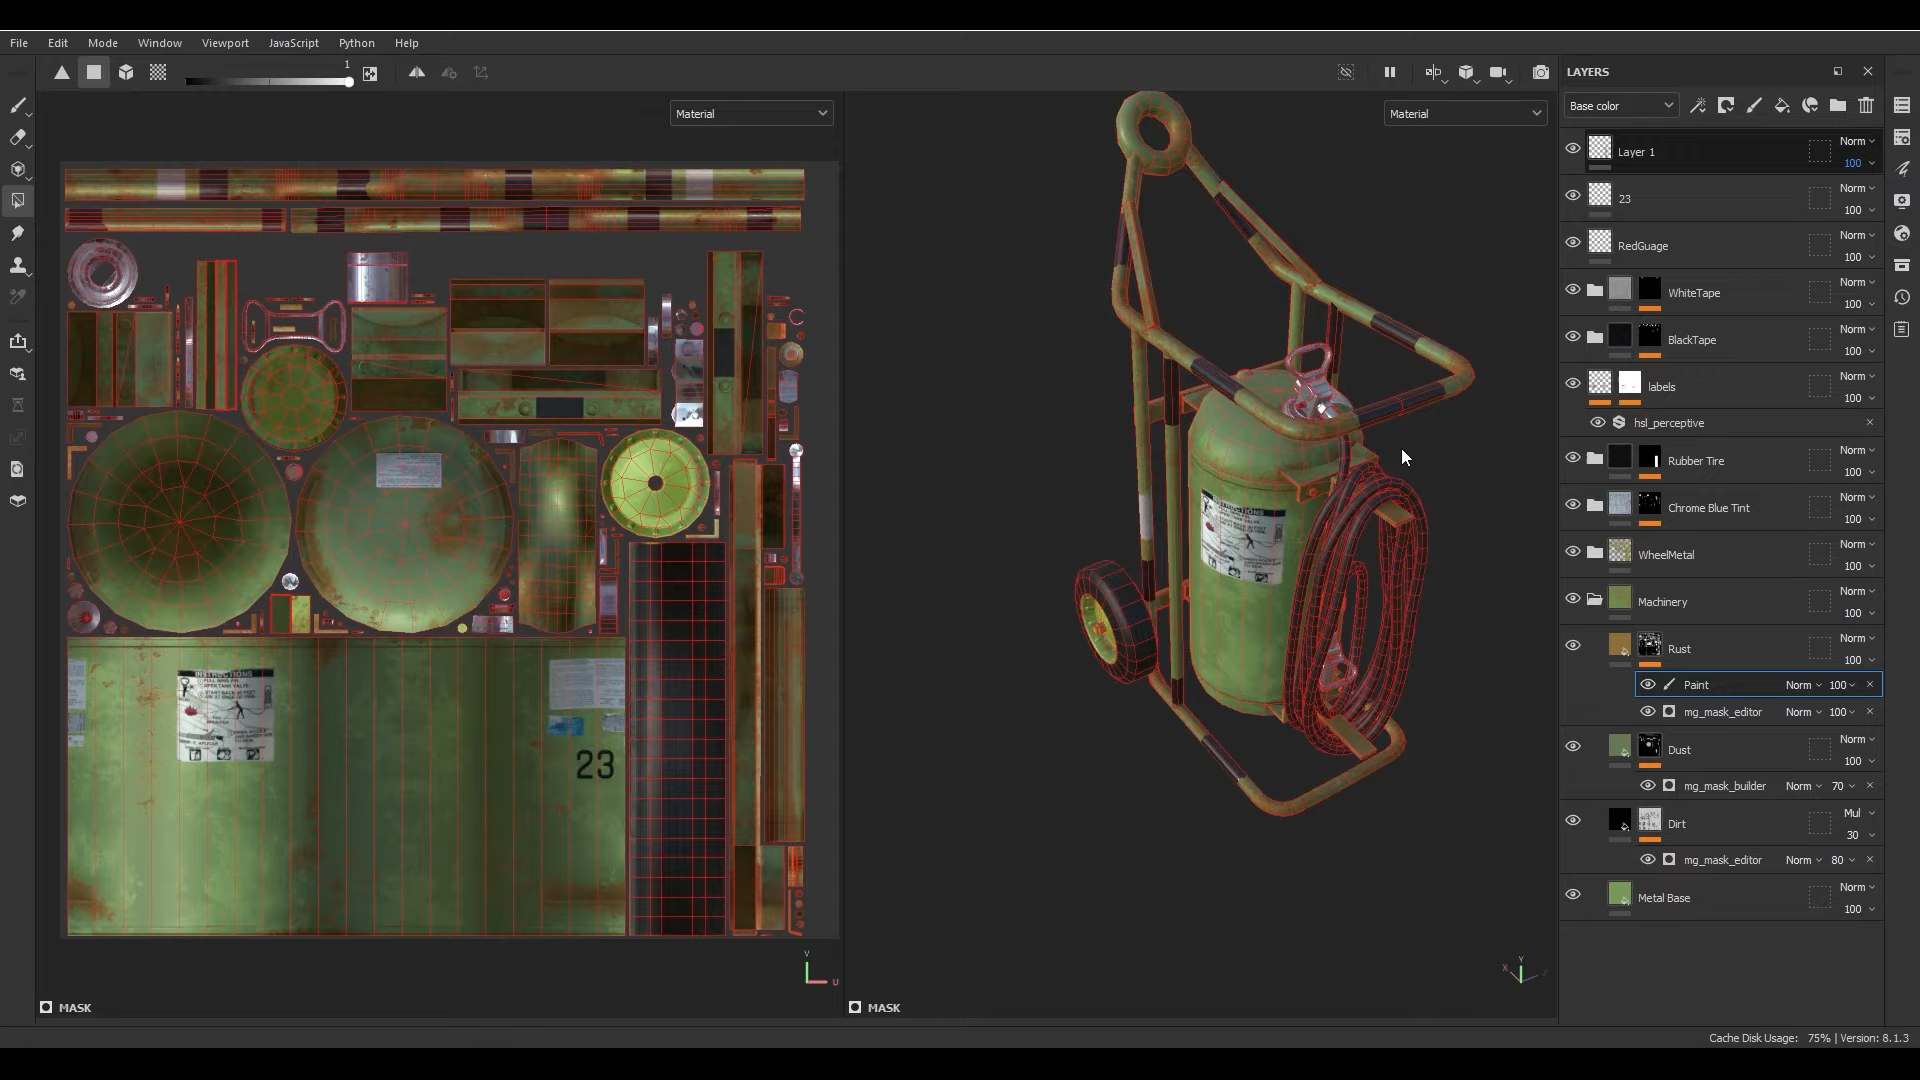 File Edit Mode Window Viewport JavaScript Python Help
1
LAYERS
Material
Material
Base color
Layer 1 Norm 100
23 Norm 100
RedGuage Norm 100
WhiteTape Norm 100
BlackTape Norm 100
labels Norm 100
hsl_perceptive
Rubber Tire Norm 100
Chrome Blue Tint Norm 100
WheelMetal Norm 100
Machinery Norm 100
Rust Norm 100
Paint Norm 100
mg_mask_editor Norm 100
Dust Norm 100
mg_mask_builder Norm 70
Dirt Mul 30
mg_mask_editor Norm 80
Metal Base Norm 100
INSTRUCTIONS
23
INSTRUCTIONS
V
U
Y
X
Z
MASK
MASK
Cache Disk Usage: 75% | Version: 8.1.3